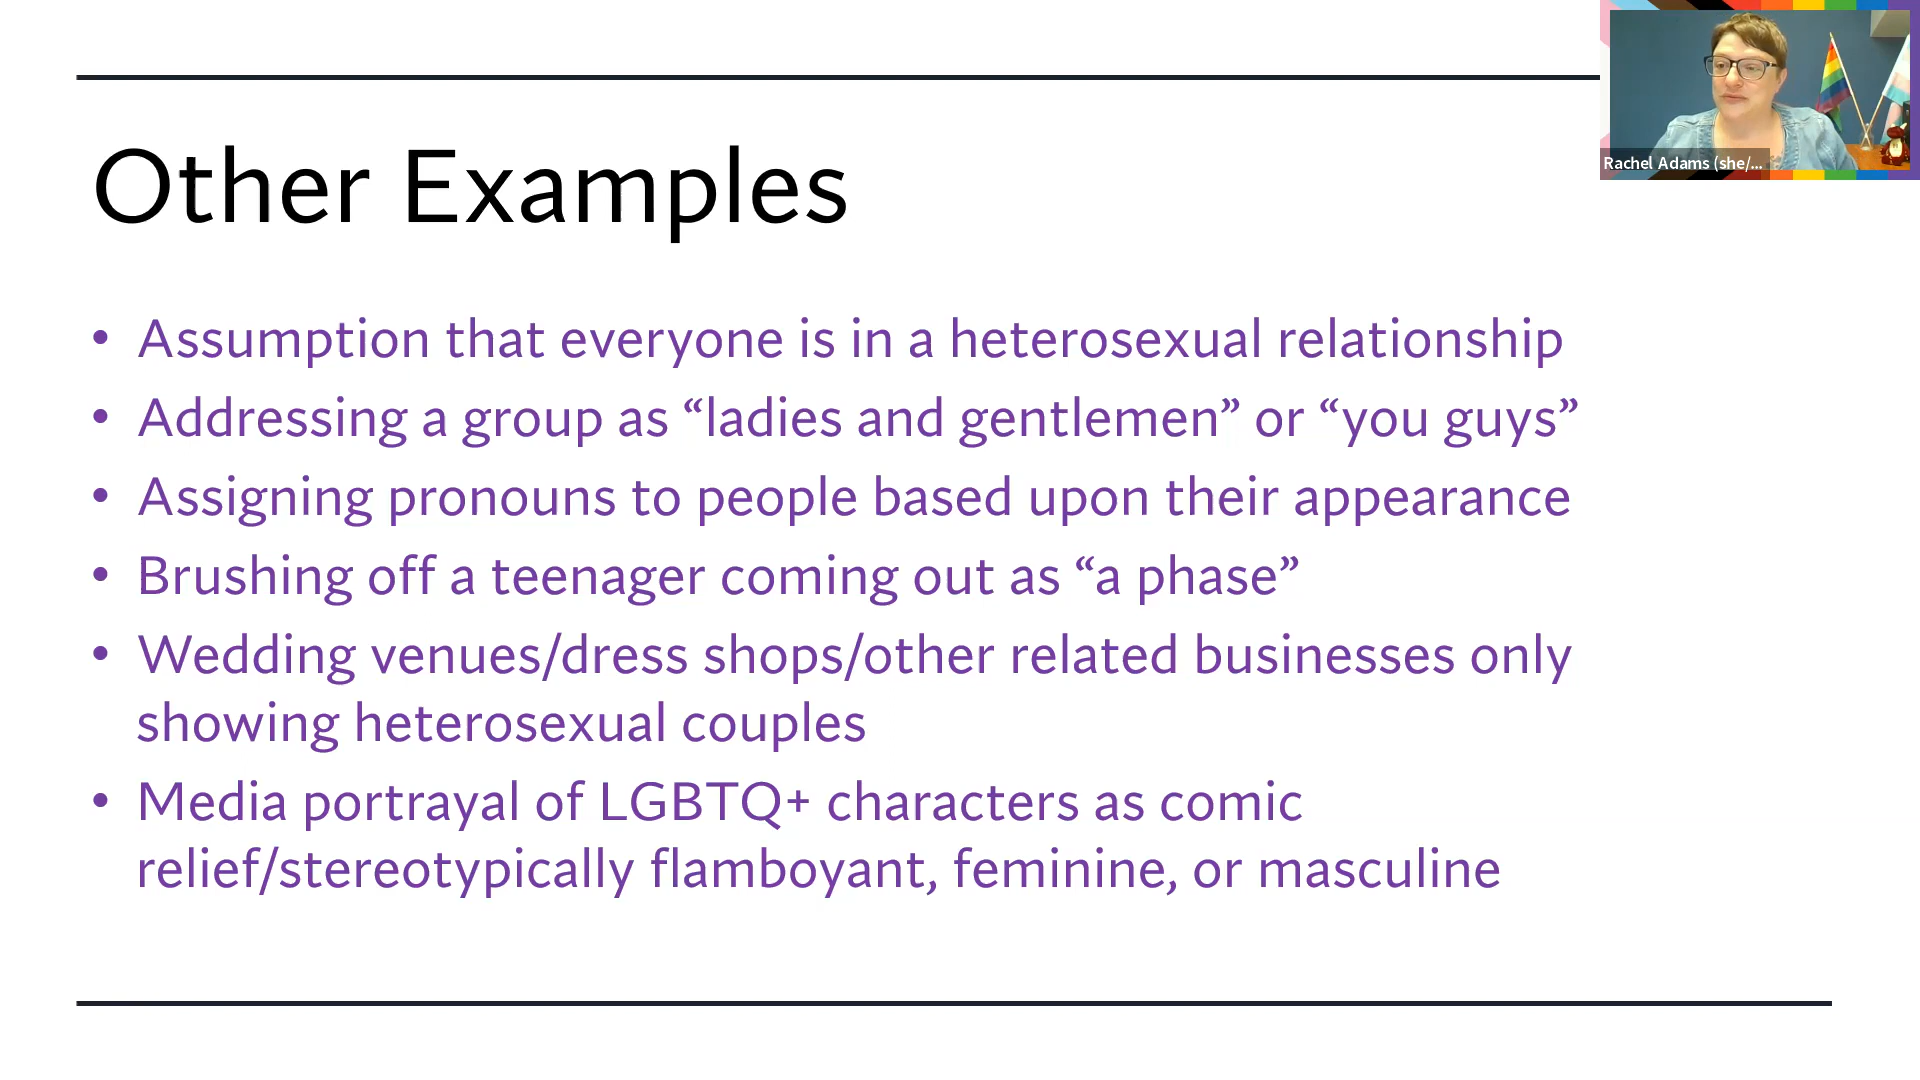 Other Examples
• Assumption that everyone is in a heterosexual relationship
• Addressing a group as “ladies and gentlemen” or “you guys”
• Assigning pronouns to people based upon their appearance
• Brushing off a teenager coming out as “a phase”
• Wedding venues/dress shops/other related businesses only
showing heterosexual couples
• Media portrayal of LGBTQ+ characters as comic
relief/stereotypically flamboyant, feminine, or masculine
Rachel Adams (she/...